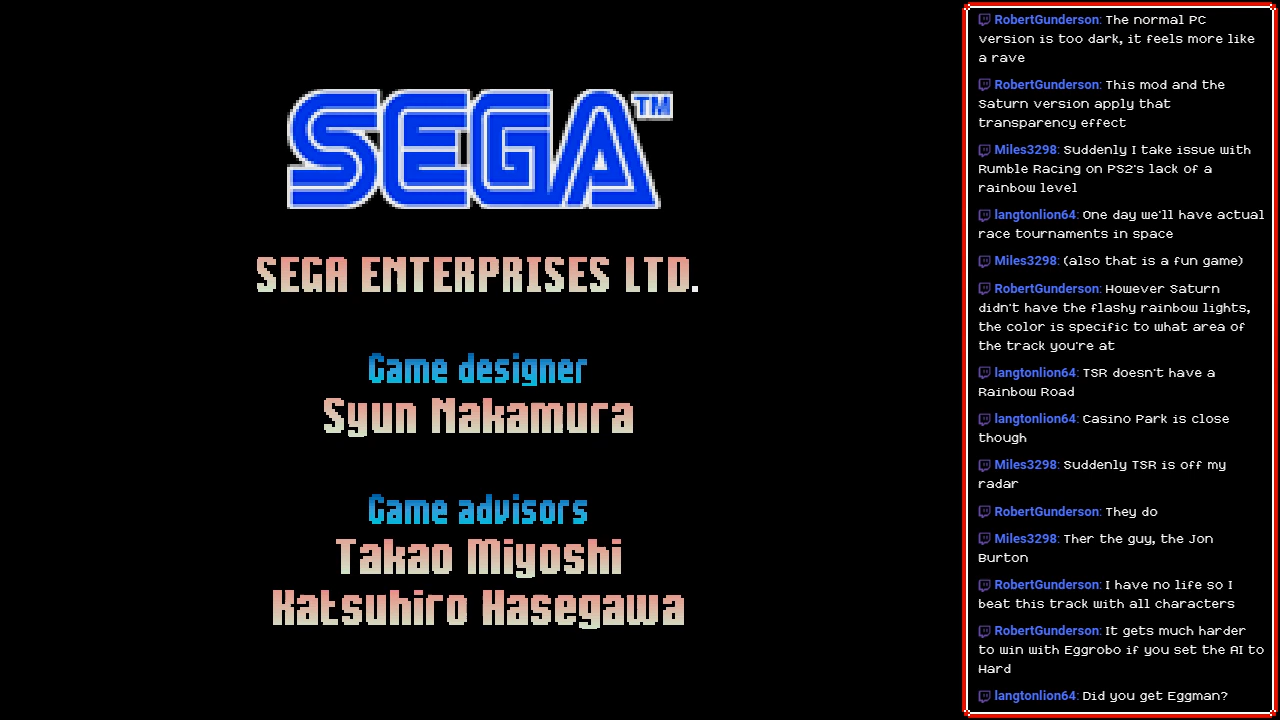 SEGA™
SEGA ENTERPRISES LTD.
Game designer
Syun Nakamura
Game advisors
Takao Miyoshi
Katsuhiro Hasegawa
RobertGunderson: The normal PC
version is too dark, it feels more like
a rave
RobertGunderson: This mod and the
Saturn version apply that
transparency effect
Miles3298: Suddenly I take issue with
Rumble Racing on PS2's lack of a
rainbow level
langtonlion64: One day we'll have actual
race tournaments in space
Miles3298: (also that is a fun game)
RobertGunderson: However Saturn
didn't have the flashy rainbow lights,
the color is specific to what area of
the track you're at
langtonlion64: TSR doesn't have a
Rainbow Road
langtonlion64: Casino Park is close
though
Miles3298: Suddenly TSR is off my
radar
RobertGunderson: They do
Miles3298: Ther the guy, the Jon
Burton
RobertGunderson: I have no life so I
beat this track with all characters
RobertGunderson: It gets much harder
to win with Eggrobo if you set the AI to
Hard
langtonlion64: Did you get Eggman?